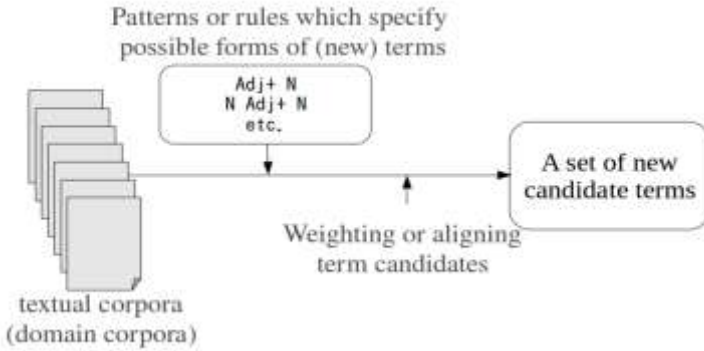 Patterns or rules which specify
possible forms of (new) terms
Adj+ N
N Adj+ N
etc.
A set of new
candidate terms
Weighting or aligning
term candidates
textual corpora
(domain corpora)